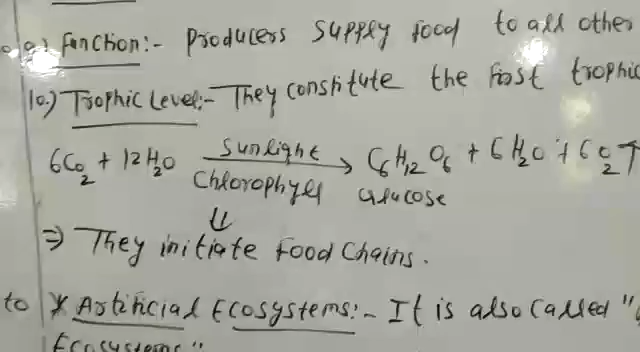 9.) Function:- Producers supply food to all other
10.) Trophic Level:- They constitute the first trophic
6CO₂ + 12H₂O Sunlight → C₆H₁₂O₆ + 6H₂O + 6O₂↑
Chlorophyll Glucose
⇓
⇒ They initiate food chains.
to * Artificial Ecosystems:- It is also called "
Ecosystems"